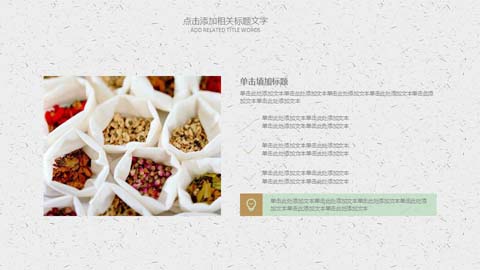 点击添加相关标题文字
ADD RELATED TITLE WORDS
单击填加标题
单击此处添加文本单击此处添加文本单击此处添加文本单击此处添加文本单击此处添
加文本单击此处添加文本
单击此处添加文本单击此处添加文本
单击此处添加文本单击此处添加文本
单击此处添加文本单击此处添加文本
单击此处添加文本单击此处添加文本
单击此处添加文本单击此处添加文本
单击此处添加文本单击此处添加文本
单击此处添加文本单击此处添加文本单击此处添加文本单击此处添
加文本单击此处添加文本单击此处添加文本